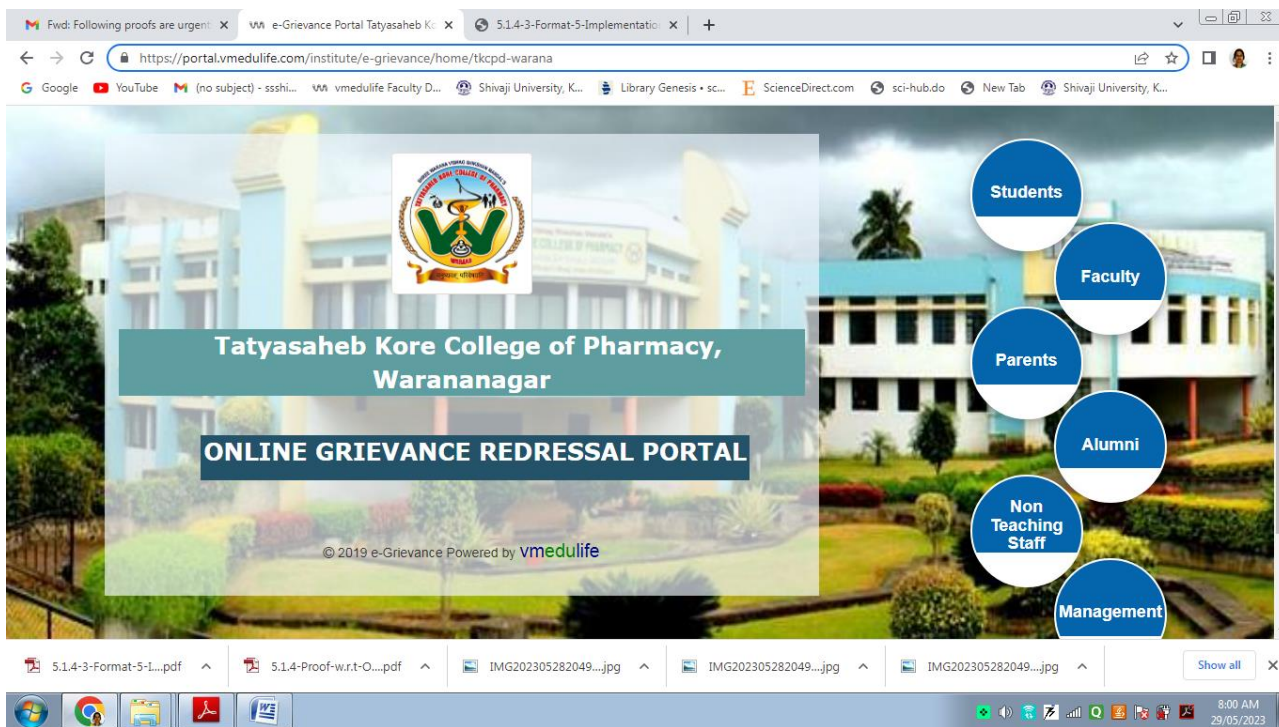 Fwd: Following proofs are urgent
e-Grievance Portal Tatyasaheb Ko
5.1.4-3-Format-5-Implementatio
https://portal.vmedulife.com/institute/e-grievance/home/tkcpd-warana
Google
YouTube
(no subject) - ssshi...
vmedulife Faculty D...
Shivaji University, K...
Library Genesis • sc...
ScienceDirect.com
sci-hub.do
New Tab
Shivaji University, K...
Tatyasaheb Kore College of Pharmacy,
Warananagar
ONLINE GRIEVANCE REDRESSAL PORTAL
© 2019 e-Grievance Powered by vmedulife
Students
Faculty
Parents
Alumni
Non
Teaching
Staff
Management
5.1.4-3-Format-5-I....pdf
5.1.4-Proof-w.r.t-O....pdf
IMG202305282049....jpg
IMG202305282049....jpg
IMG202305282049....jpg
Show all
8:00 AM
29/05/2023